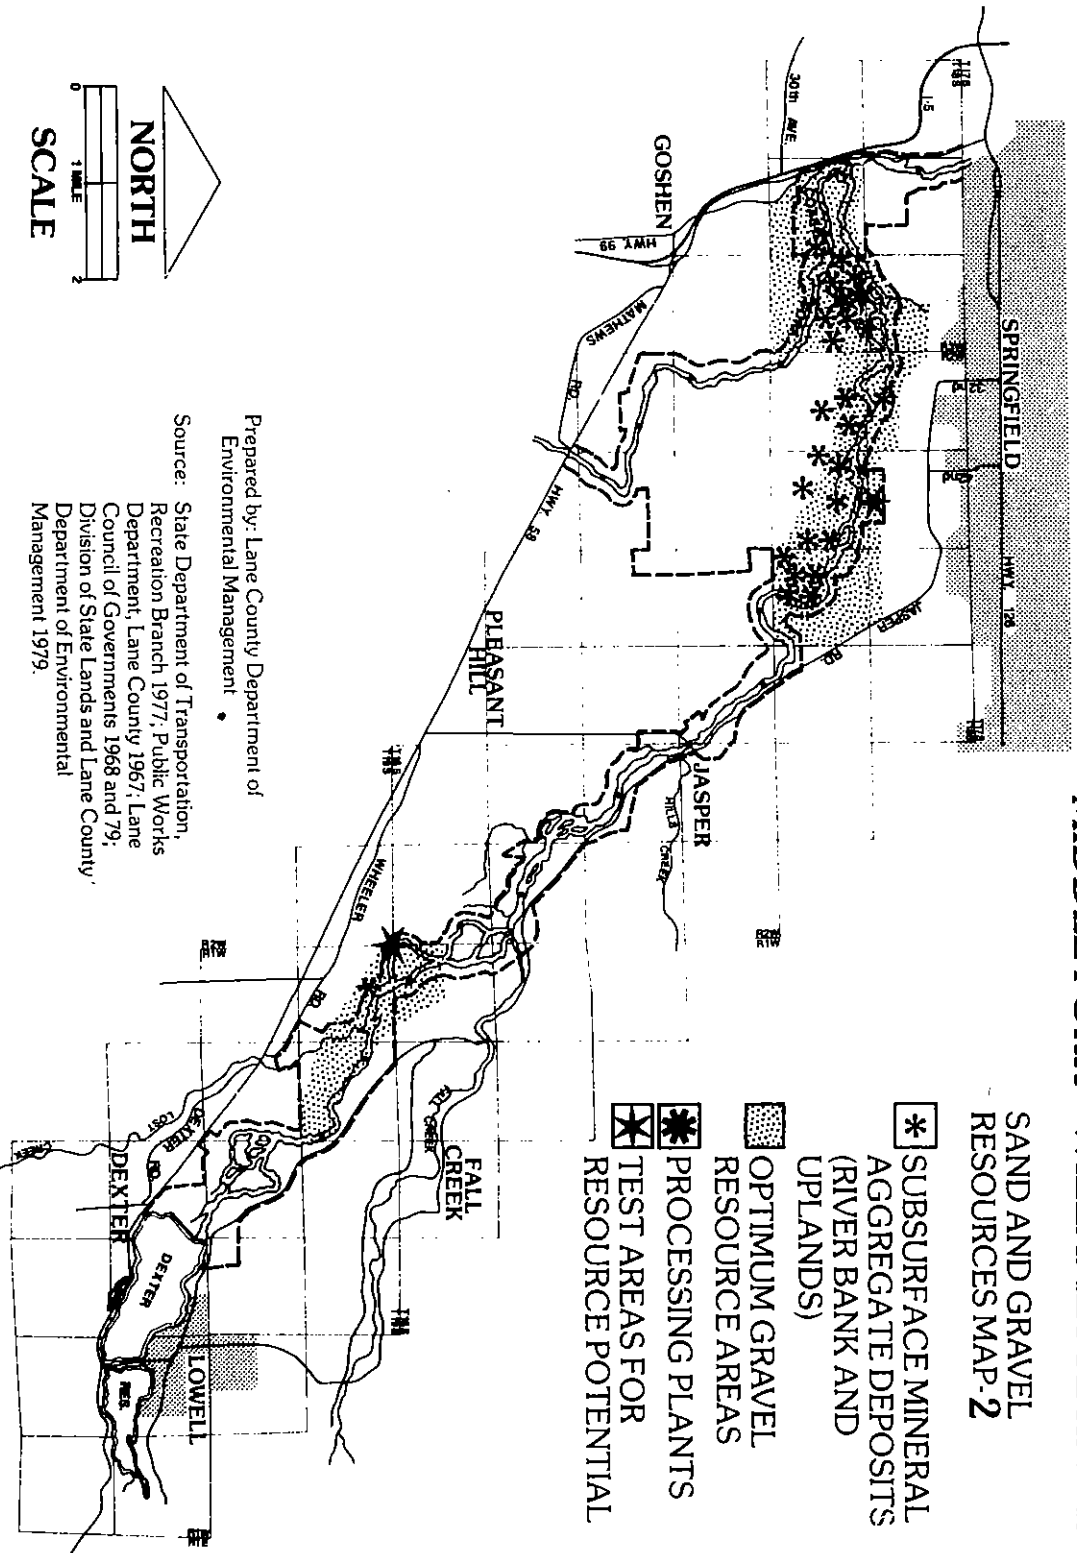 SAND AND GRAVEL
RESOURCES MAP-2
SUBSURFACE MINERAL
AGGREGATE DEPOSITS
(RIVER BANK AND
UPLANDS)
OPTIMUM GRAVEL
RESOURCE AREAS
PROCESSING PLANTS
TEST AREAS FOR
RESOURCE POTENTIAL
SPRINGFIELD
HWY. 126
I-5
30th AVE.
GOSHEN
HWY. 99
MATHEWS
RD.
HWY. 58
JASPER
RD.
PLEASANT
HILL
JASPER
HILLS
CREEK
WHEELER
RD.
FALL
CREEK
FALL
CREEK
LOST
CREEK
DEXTER
RD.
DEXTER
DEXTER
RES.
LOWELL
NORTH
0 1 MILE 2
SCALE
Prepared by: Lane County Department of
Environmental Management
Source: State Department of Transportation,
Recreation Branch 1977; Public Works
Department, Lane County 1967; Lane
Council of Governments 1968 and 79;
Division of State Lands and Lane County
Department of Environmental
Management 1979.